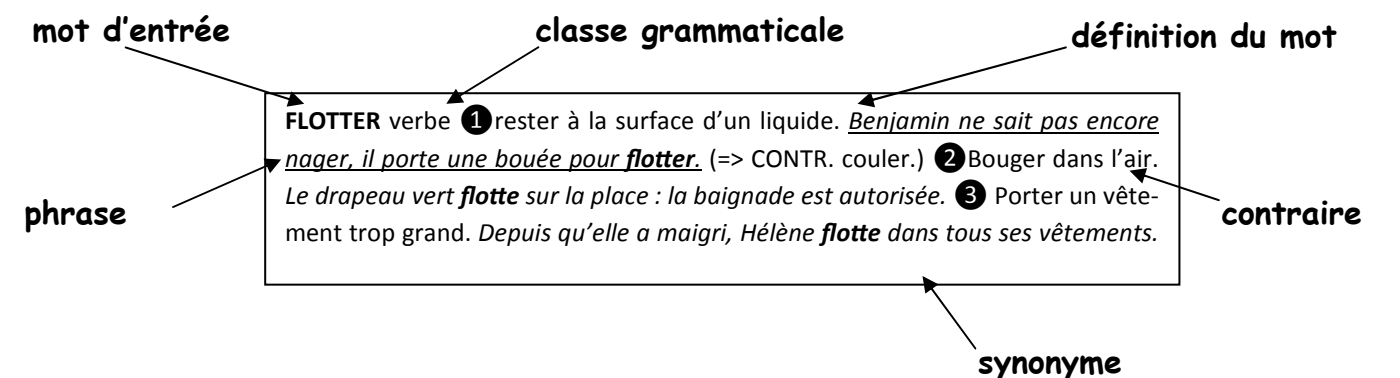 mot d'entrée
classe grammaticale
définition du mot
FLOTTER verbe ❶ rester à la surface d’un liquide. Benjamin ne sait pas encore
nager, il porte une bouée pour flotter. (=> CONTR. couler.) ❷ Bouger dans l’air.
Le drapeau vert flotte sur la place : la baignade est autorisée. ❸ Porter un vête-
ment trop grand. Depuis qu’elle a maigri, Hélène flotte dans tous ses vêtements.
phrase
contraire
synonyme